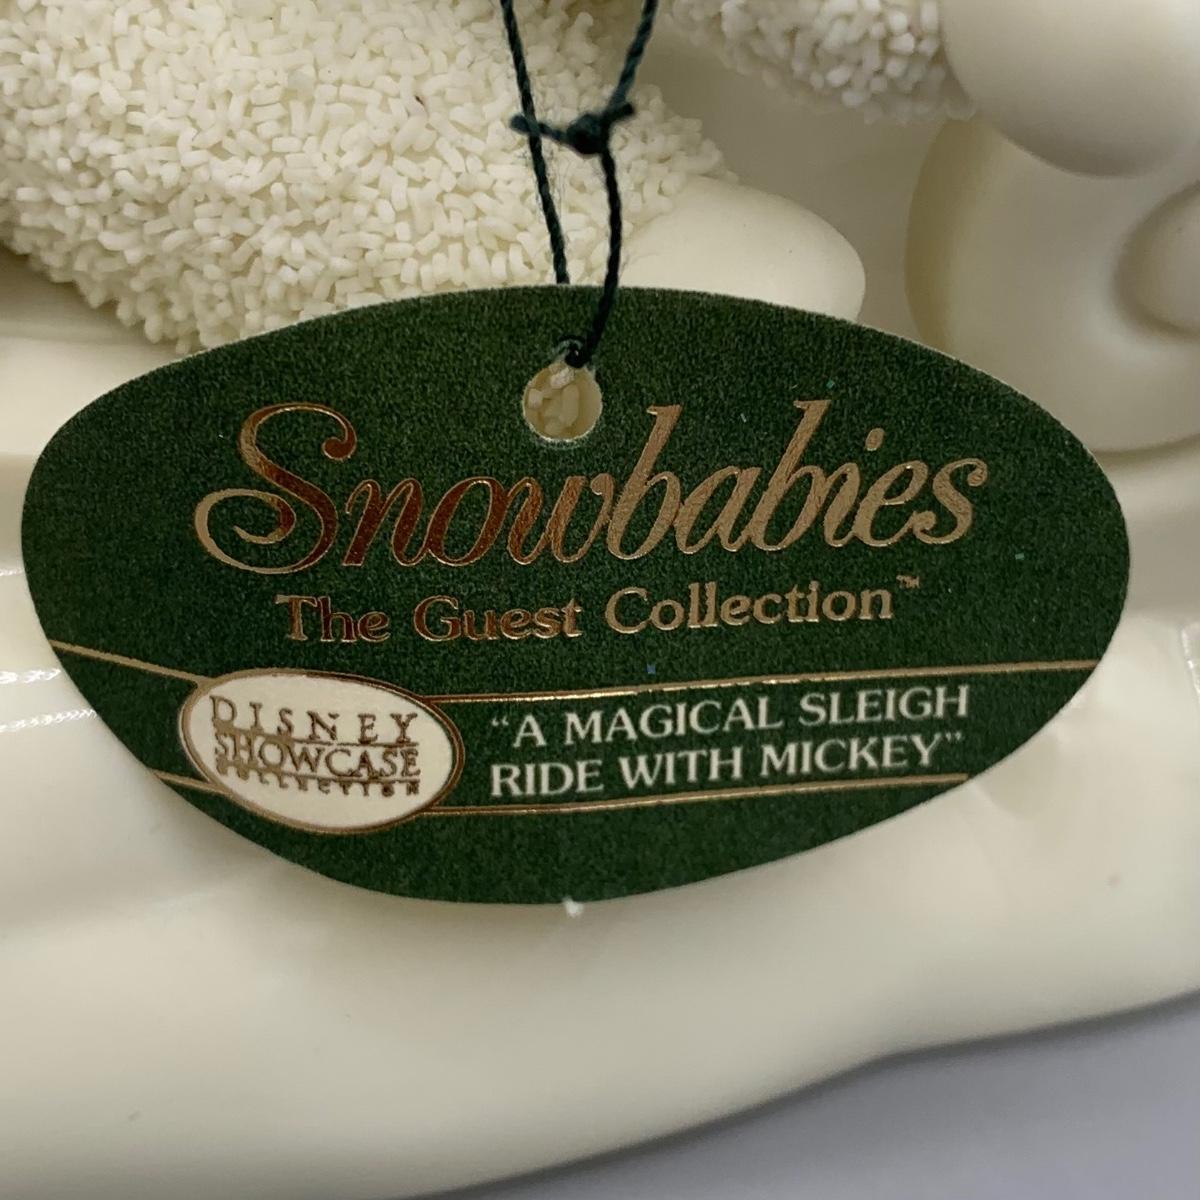 Snowbabies
The Guest Collection™
DISNEY
SHOWCASE
COLLECTION
“A MAGICAL SLEIGH
RIDE WITH MICKEY”